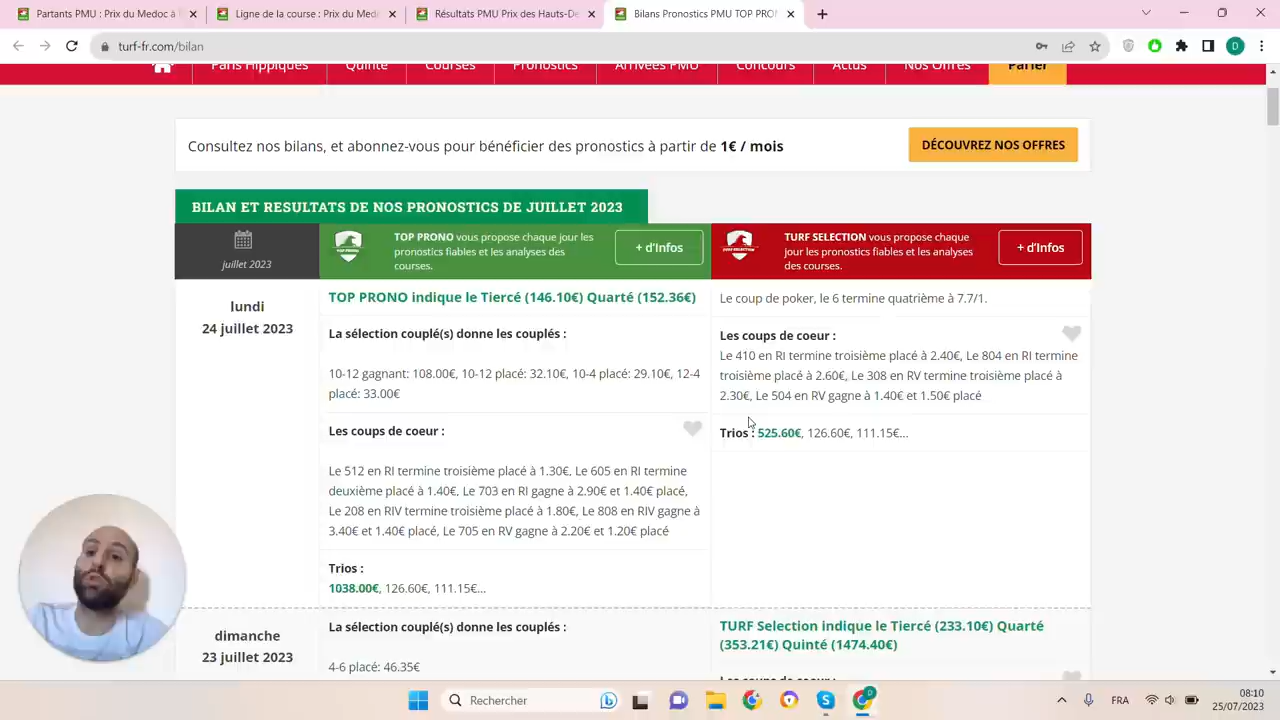 Partants PMU : Prix du Medoc à
Ligne de la course : Prix du Med
Résultats PMU Prix des Hauts-De
Bilans Pronostics PMU TOP PRO
turf-fr.com/bilan
D
Paris Hippiques Quinté Courses Pronostics Arrivées PMU Concours Actus Nos Offres Parier
Consultez nos bilans, et abonnez-vous pour bénéficier des pronostics à partir de 1€ / mois
DÉCOUVREZ NOS OFFRES
BILAN ET RESULTATS DE NOS PRONOSTICS DE JUILLET 2023
juillet 2023
TOP PRONO
TOP PRONO vous propose chaque jour les
pronostics fiables et les analyses des
courses.
+ d'Infos
TURF SELECTION
TURF SELECTION vous propose chaque
jour les pronostics fiables et les analyses
des courses.
+ d'Infos
lundi
24 juillet 2023
TOP PRONO indique le Tiercé (146.10€) Quarté (152.36€)
La sélection couplé(s) donne les couplés :
10-12 gagnant: 108.00€, 10-12 placé: 32.10€, 10-4 placé: 29.10€, 12-4
placé: 33.00€
Les coups de coeur :
Le 512 en RI termine troisième placé à 1.30€, Le 605 en RI termine
deuxième placé à 1.40€, Le 703 en RI gagne à 2.90€ et 1.40€ placé,
Le 208 en RIV termine troisième placé à 1.80€, Le 808 en RIV gagne à
3.40€ et 1.40€ placé, Le 705 en RV gagne à 2.20€ et 1.20€ placé
Trios :
1038.00€, 126.60€, 111.15€...
Le coup de poker, le 6 termine quatrième à 7.7/1.
Les coups de coeur :
Le 410 en RI termine troisième placé à 2.40€, Le 804 en RI termine
troisième placé à 2.60€, Le 308 en RV termine troisième placé à
2.30€, Le 504 en RV gagne à 1.40€ et 1.50€ placé
Trios : 525.60€, 126.60€, 111.15€...
dimanche
23 juillet 2023
La sélection couplé(s) donne les couplés :
4-6 placé: 46.35€
TURF Selection indique le Tiercé (233.10€) Quarté
(353.21€) Quinté (1474.40€)
Les coups de coeur :
Rechercher
FRA
08:10
25/07/2023